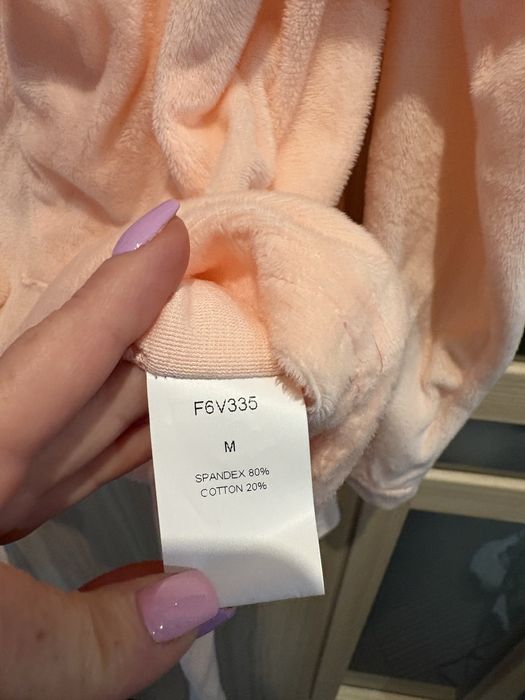 F6V335
M
SPANDEX 80%
COTTON 20%